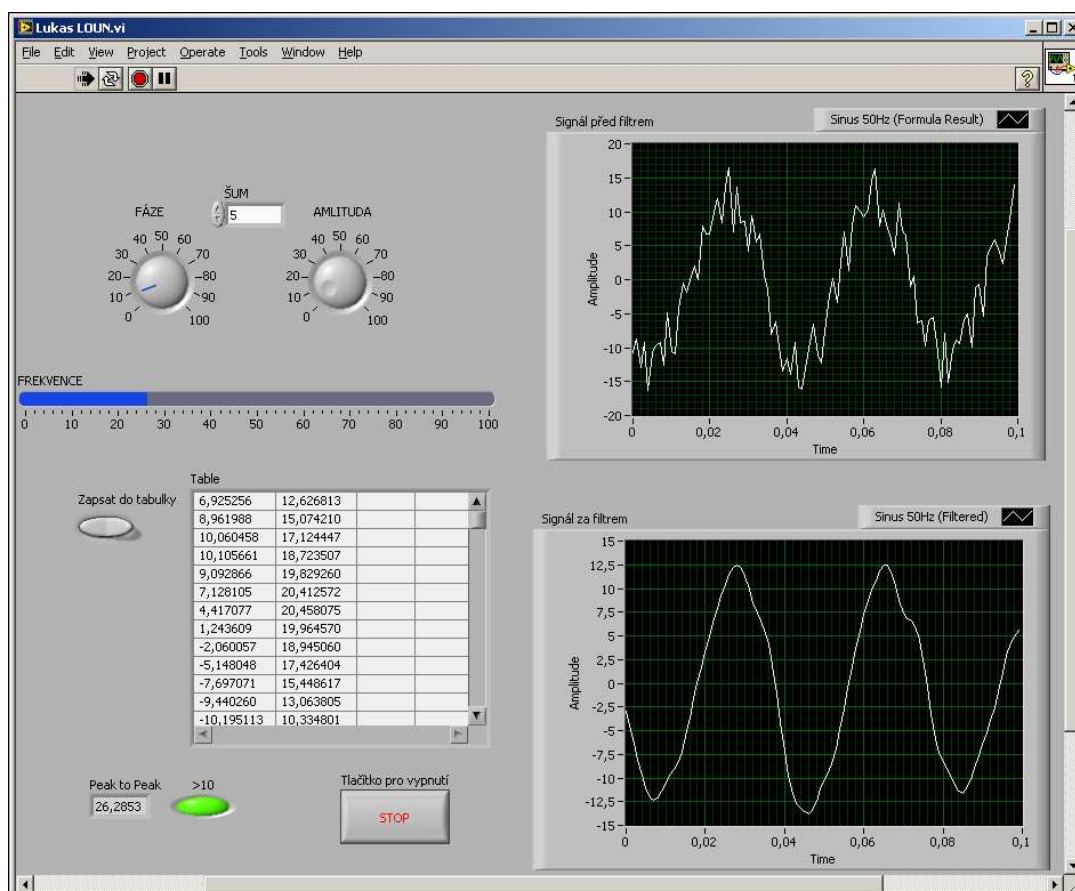 Lukas LOUN.vi
File Edit View Project Operate Tools Window Help
Signál před filtrem
Sinus 50Hz (Formula Result)
20
15
10
5
0
-5
-10
-15
-20
Amplitude
0 0,02 0,04 0,06 0,08 0,1
Time
ŠUM
5
FÁZE
0 10 20 30 40 50 60 70 80 90 100
AMLITUDA
0 10 20 30 40 50 60 70 80 90 100
FREKVENCE
0 10 20 30 40 50 60 70 80 90 100
Zapsat do tabulky
Table
6,925256 12,626813
8,961988 15,074210
10,060458 17,124447
10,105661 18,723507
9,092866 19,829260
7,128105 20,412572
4,417077 20,458075
1,243609 19,964570
-2,060057 18,945060
-5,148048 17,426404
-7,697071 15,448617
-9,440260 13,063805
-10,195113 10,334801
Signál za filtrem
Sinus 50Hz (Filtered)
15
12,5
10
7,5
5
2,5
0
-2,5
-5
-7,5
-10
-12,5
-15
Amplitude
0 0,02 0,04 0,06 0,08 0,1
Time
Peak to Peak
26,2853
>10
Tlačítko pro vypnutí
STOP